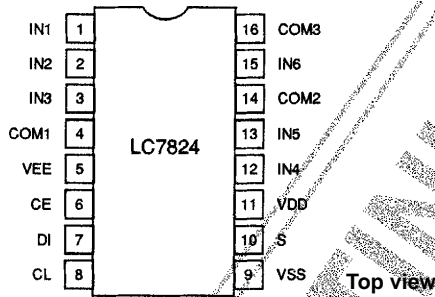 IN1 1 16 COM3
IN2 2 15 IN6
IN3 3 14 COM2
COM1 4 13 IN5
LC7824
VEE 5 12 IN4
CE 6 11 VDD
DI 7 10 S
CL 8 9 VSS
Top view